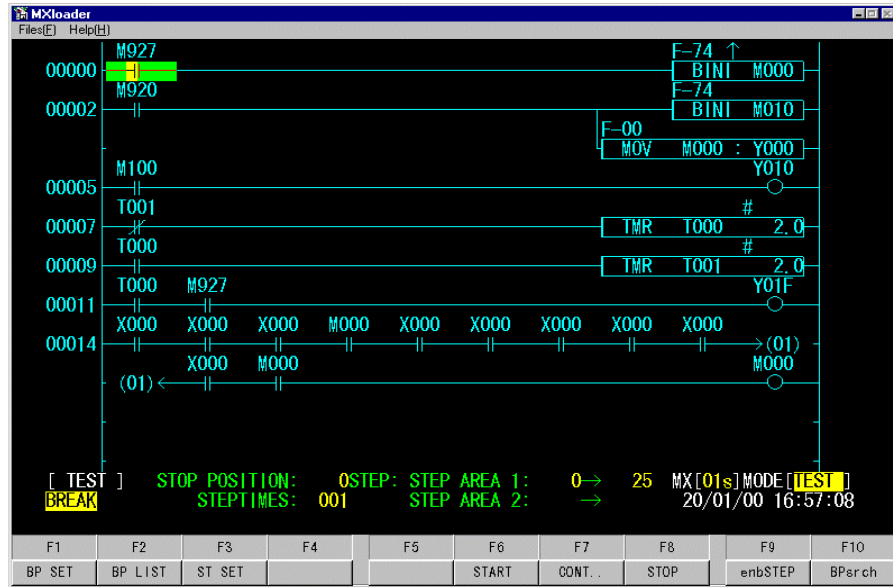 MXloader
Files(F) Help(H)
M927 F-74 ↑
00000 BINI M000
M920 F-74
00002 BINI M010
F-00
MOV M000 : Y000
M100 Y010
00005
T001 #
00007 TMR T000 2.0
T000 #
00009 TMR T001 2.0
T000 M927 Y01F
00011
X000 X000 X000 M000 X000 X000 X000 X000 X000
00014 →(01)
X000 M000 M000
(01)←
[ TEST ] STOP POSITION: 0STEP: STEP AREA 1: 0→ 25 MX[01s]MODE[TEST ]
BREAK STEPTIMES: 001 STEP AREA 2: → 20/01/00 16:57:08
F1 F2 F3 F4 F5 F6 F7 F8 F9 F10
BP SET BP LIST ST SET START CONT.. STOP enbSTEP BPsrch